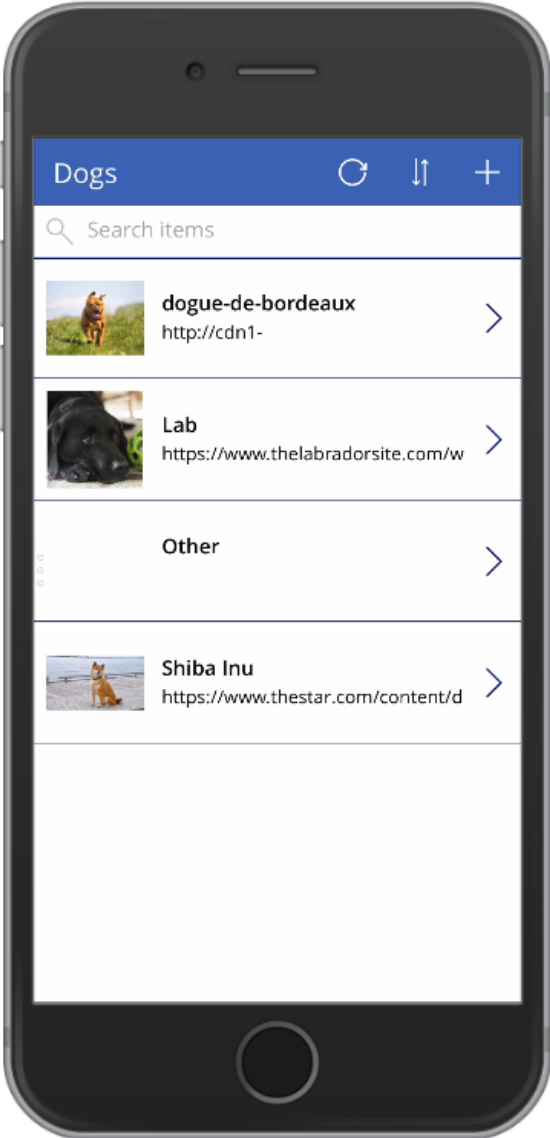 Dogs
Search items
dogue-de-bordeaux
http://cdn1-
Lab
https://www.thelabradorsite.com/w
Other
Shiba Inu
https://www.thestar.com/content/d